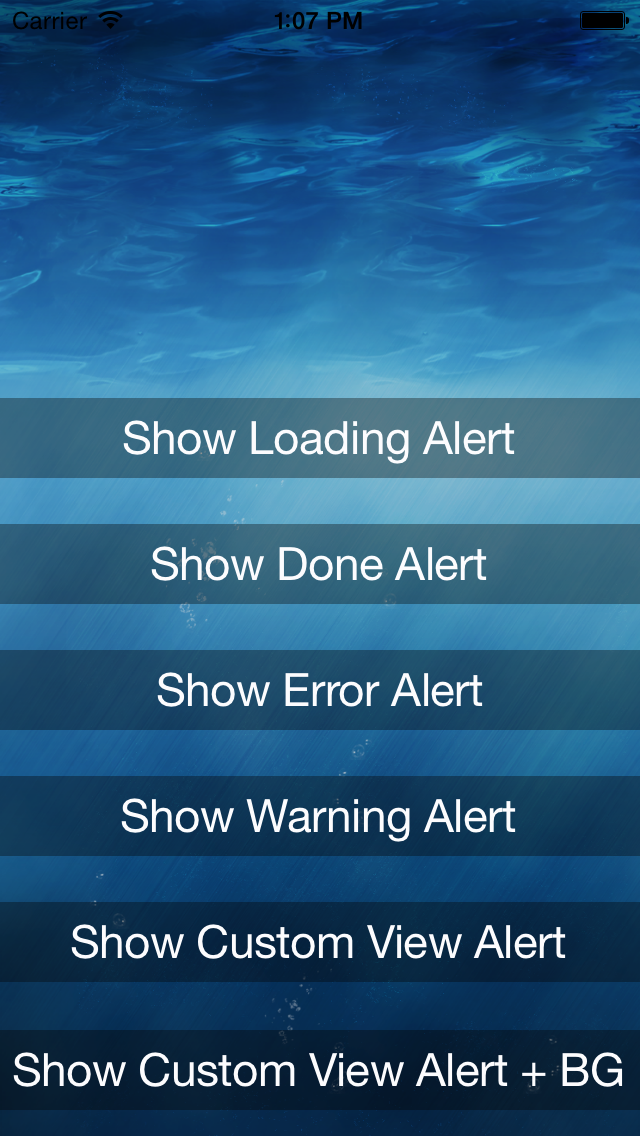 Carrier 1:07 PM
Show Loading Alert
Show Done Alert
Show Error Alert
Show Warning Alert
Show Custom View Alert
Show Custom View Alert + BG